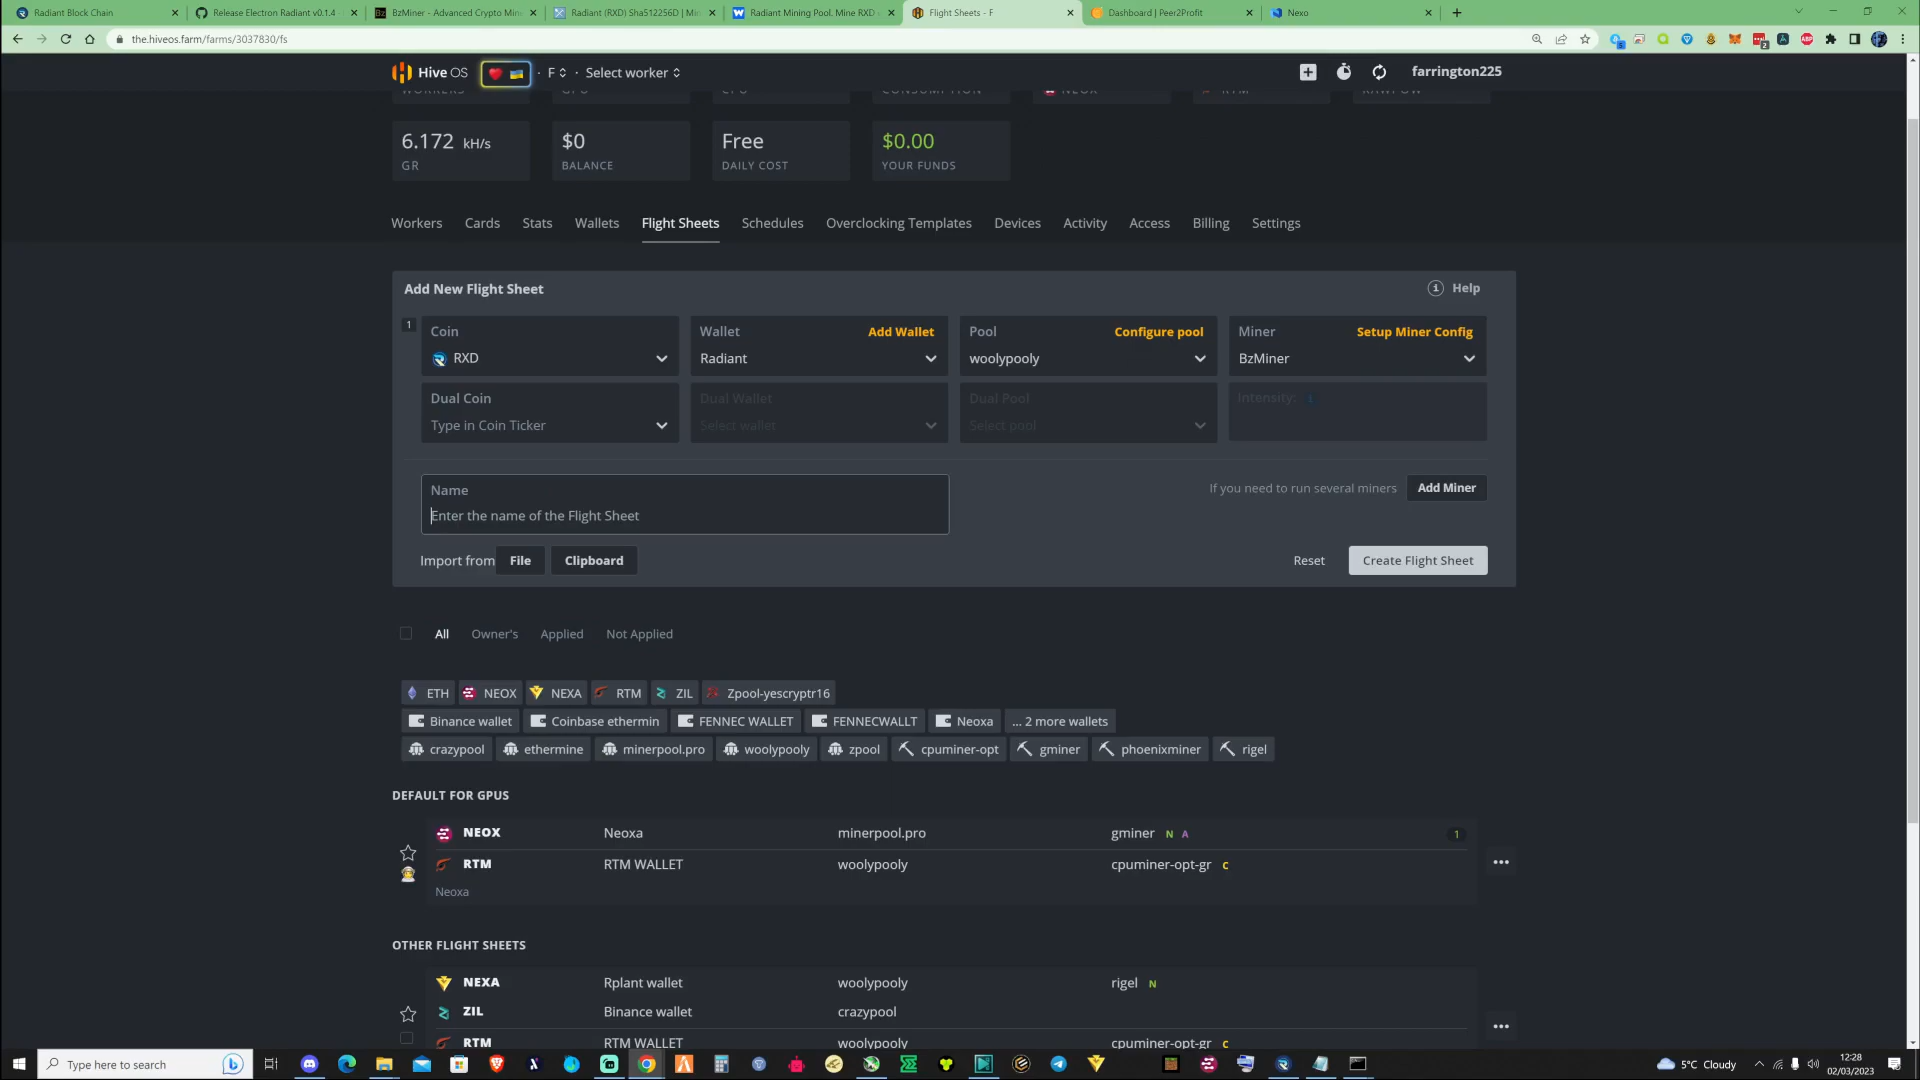 Radiant Block Chain
Release Electron Radiant v0.1.4
BzMiner - Advanced Crypto Min
Radiant (RXD) Sha512256D | Mi
Radiant Mining Pool. Mine RXD
Flight Sheets - F
Dashboard | Peer2Profit
Nexo
the.hiveos.farm/farms/3037830/fs
Hive OS
F
Select worker
farrington225
WORKERS
GPU
CPU
CONSUMPTION
NEOX
RTM
KAWPOW
6.172 kH/s
GR
$0
BALANCE
Free
DAILY COST
$0.00
YOUR FUNDS
Workers
Cards
Stats
Wallets
Flight Sheets
Schedules
Overclocking Templates
Devices
Activity
Access
Billing
Settings
Add New Flight Sheet
Help
1
Coin
RXD
Wallet
Add Wallet
Radiant
Pool
Configure pool
woolypooly
Miner
Setup Miner Config
BzMiner
Dual Coin
Type in Coin Ticker
Dual Wallet
Select wallet
Dual Pool
Select pool
Intensity:
Name
Enter the name of the Flight Sheet
If you need to run several miners
Add Miner
Import from
File
Clipboard
Reset
Create Flight Sheet
All
Owner's
Applied
Not Applied
ETH
NEOX
NEXA
RTM
ZIL
Zpool-yescryptr16
Binance wallet
Coinbase ethermin
FENNEC WALLET
FENNECWALLT
Neoxa
... 2 more wallets
crazypool
ethermine
minerpool.pro
woolypooly
zpool
cpuminer-opt
gminer
phoenixminer
rigel
DEFAULT FOR GPUS
NEOX
Neoxa
minerpool.pro
gminer N A
1
RTM
RTM WALLET
woolypooly
cpuminer-opt-gr C
Neoxa
OTHER FLIGHT SHEETS
NEXA
Rplant wallet
woolypooly
rigel N
ZIL
Binance wallet
crazypool
RTM
RTM WALLET
woolypooly
cpuminer-opt-gr C
Type here to search
5°C Cloudy
12:28
02/03/2023